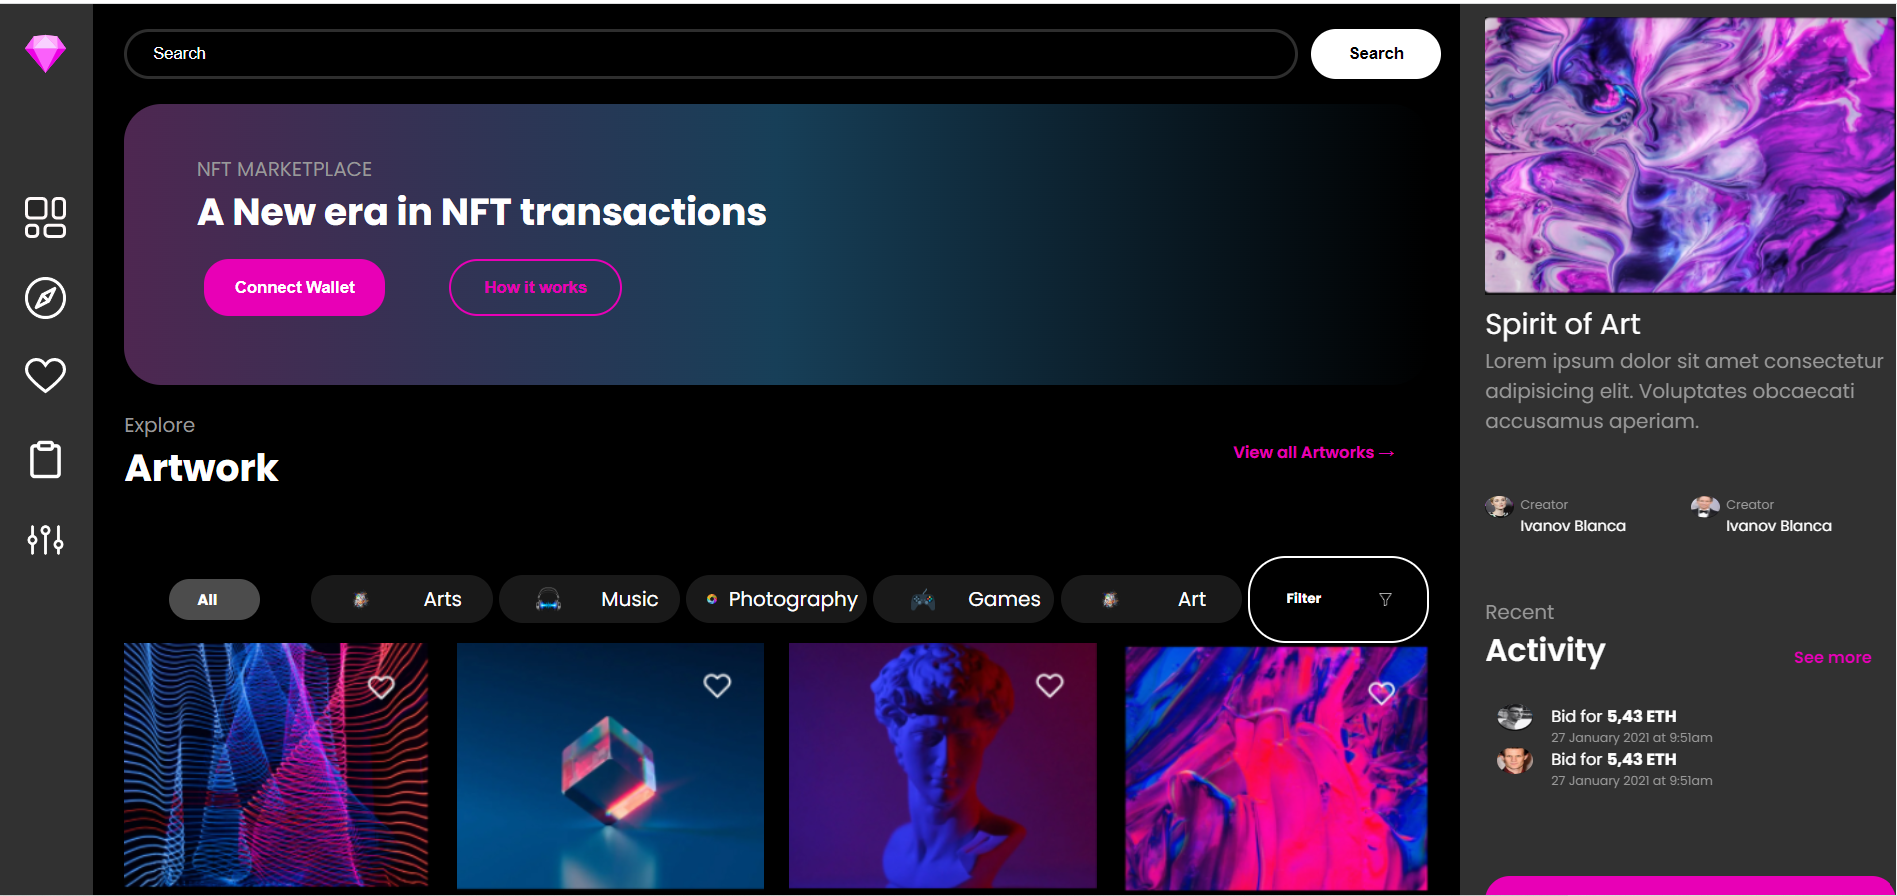 Search
Search
NFT MARKETPLACE
A New era in NFT transactions
Connect Wallet
How it works
Explore
Artwork
View all Artworks →
All
Arts
Music
Photography
Games
Art
Filter
Spirit of Art
Lorem ipsum dolor sit amet consectetur
adipisicing elit. Voluptates obcaecati
accusamus aperiam.
Creator
Ivanov Blanca
Creator
Ivanov Blanca
Recent
Activity
See more
Bid for 5,43 ETH
27 January 2021 at 9:51am
Bid for 5,43 ETH
27 January 2021 at 9:51am